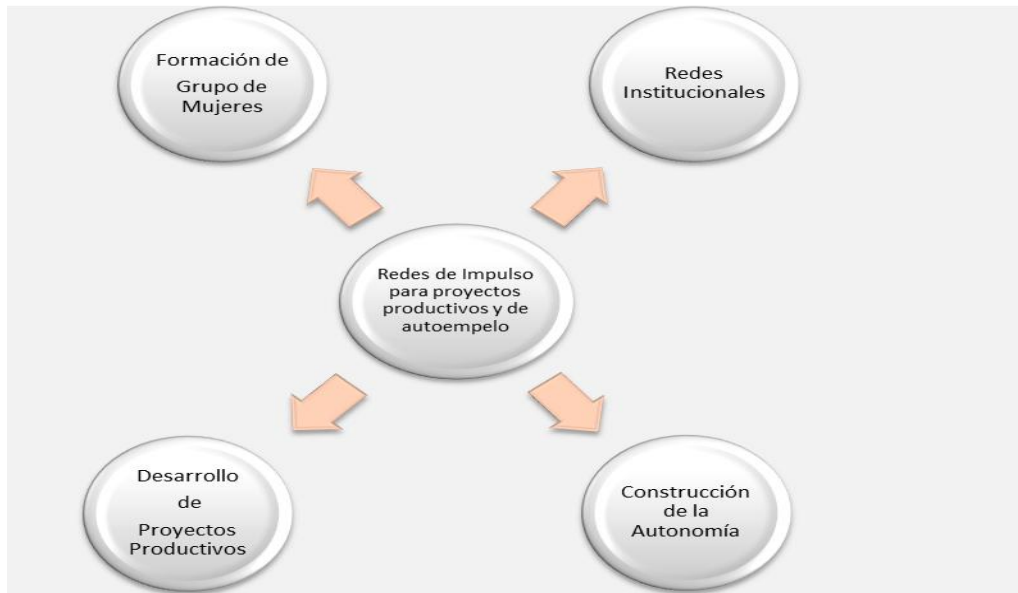 Formación de
Grupo de
Mujeres
Redes
Institucionales
Redes de Impulso
para proyectos
productivos y de
autoempelo
Desarrollo
de
Proyectos
Productivos
Construcción
de la
Autonomía